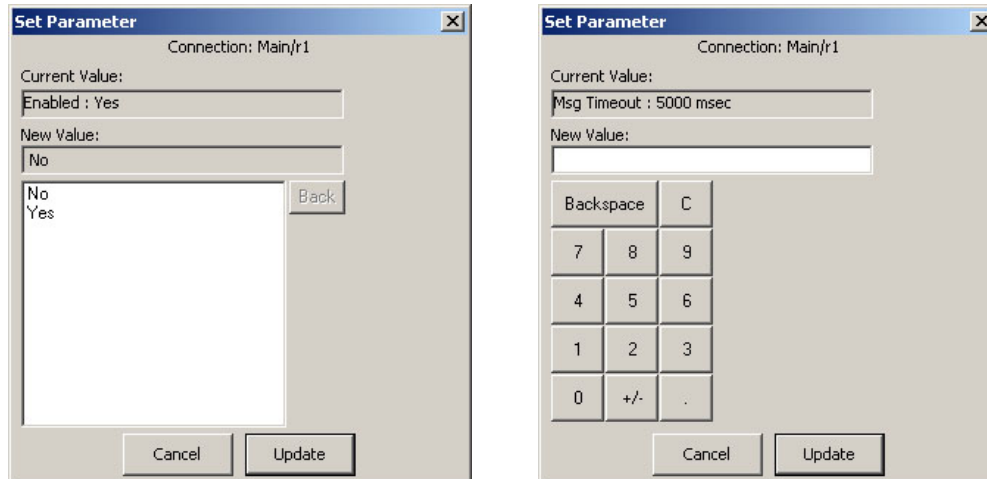 Set Parameter
Connection: Main/r1
Current Value:
Enabled : Yes
New Value:
No
No
Yes
Back
Cancel Update
Set Parameter
Connection: Main/r1
Current Value:
Msg Timeout : 5000 msec
New Value:
Backspace C
7 8 9
4 5 6
1 2 3
0 +/- .
Cancel Update